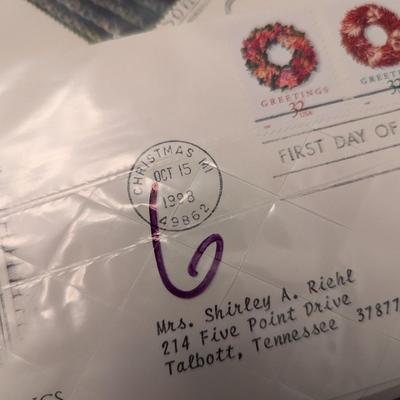 GREETINGS
32
USA
GREETI
3
FIRST DAY OF
CHRISTMAS MI
OCT 15
1998
49862
Mrs. Shirley A. Riehl
214 Five Point Drive
Talbott, Tennessee 37877